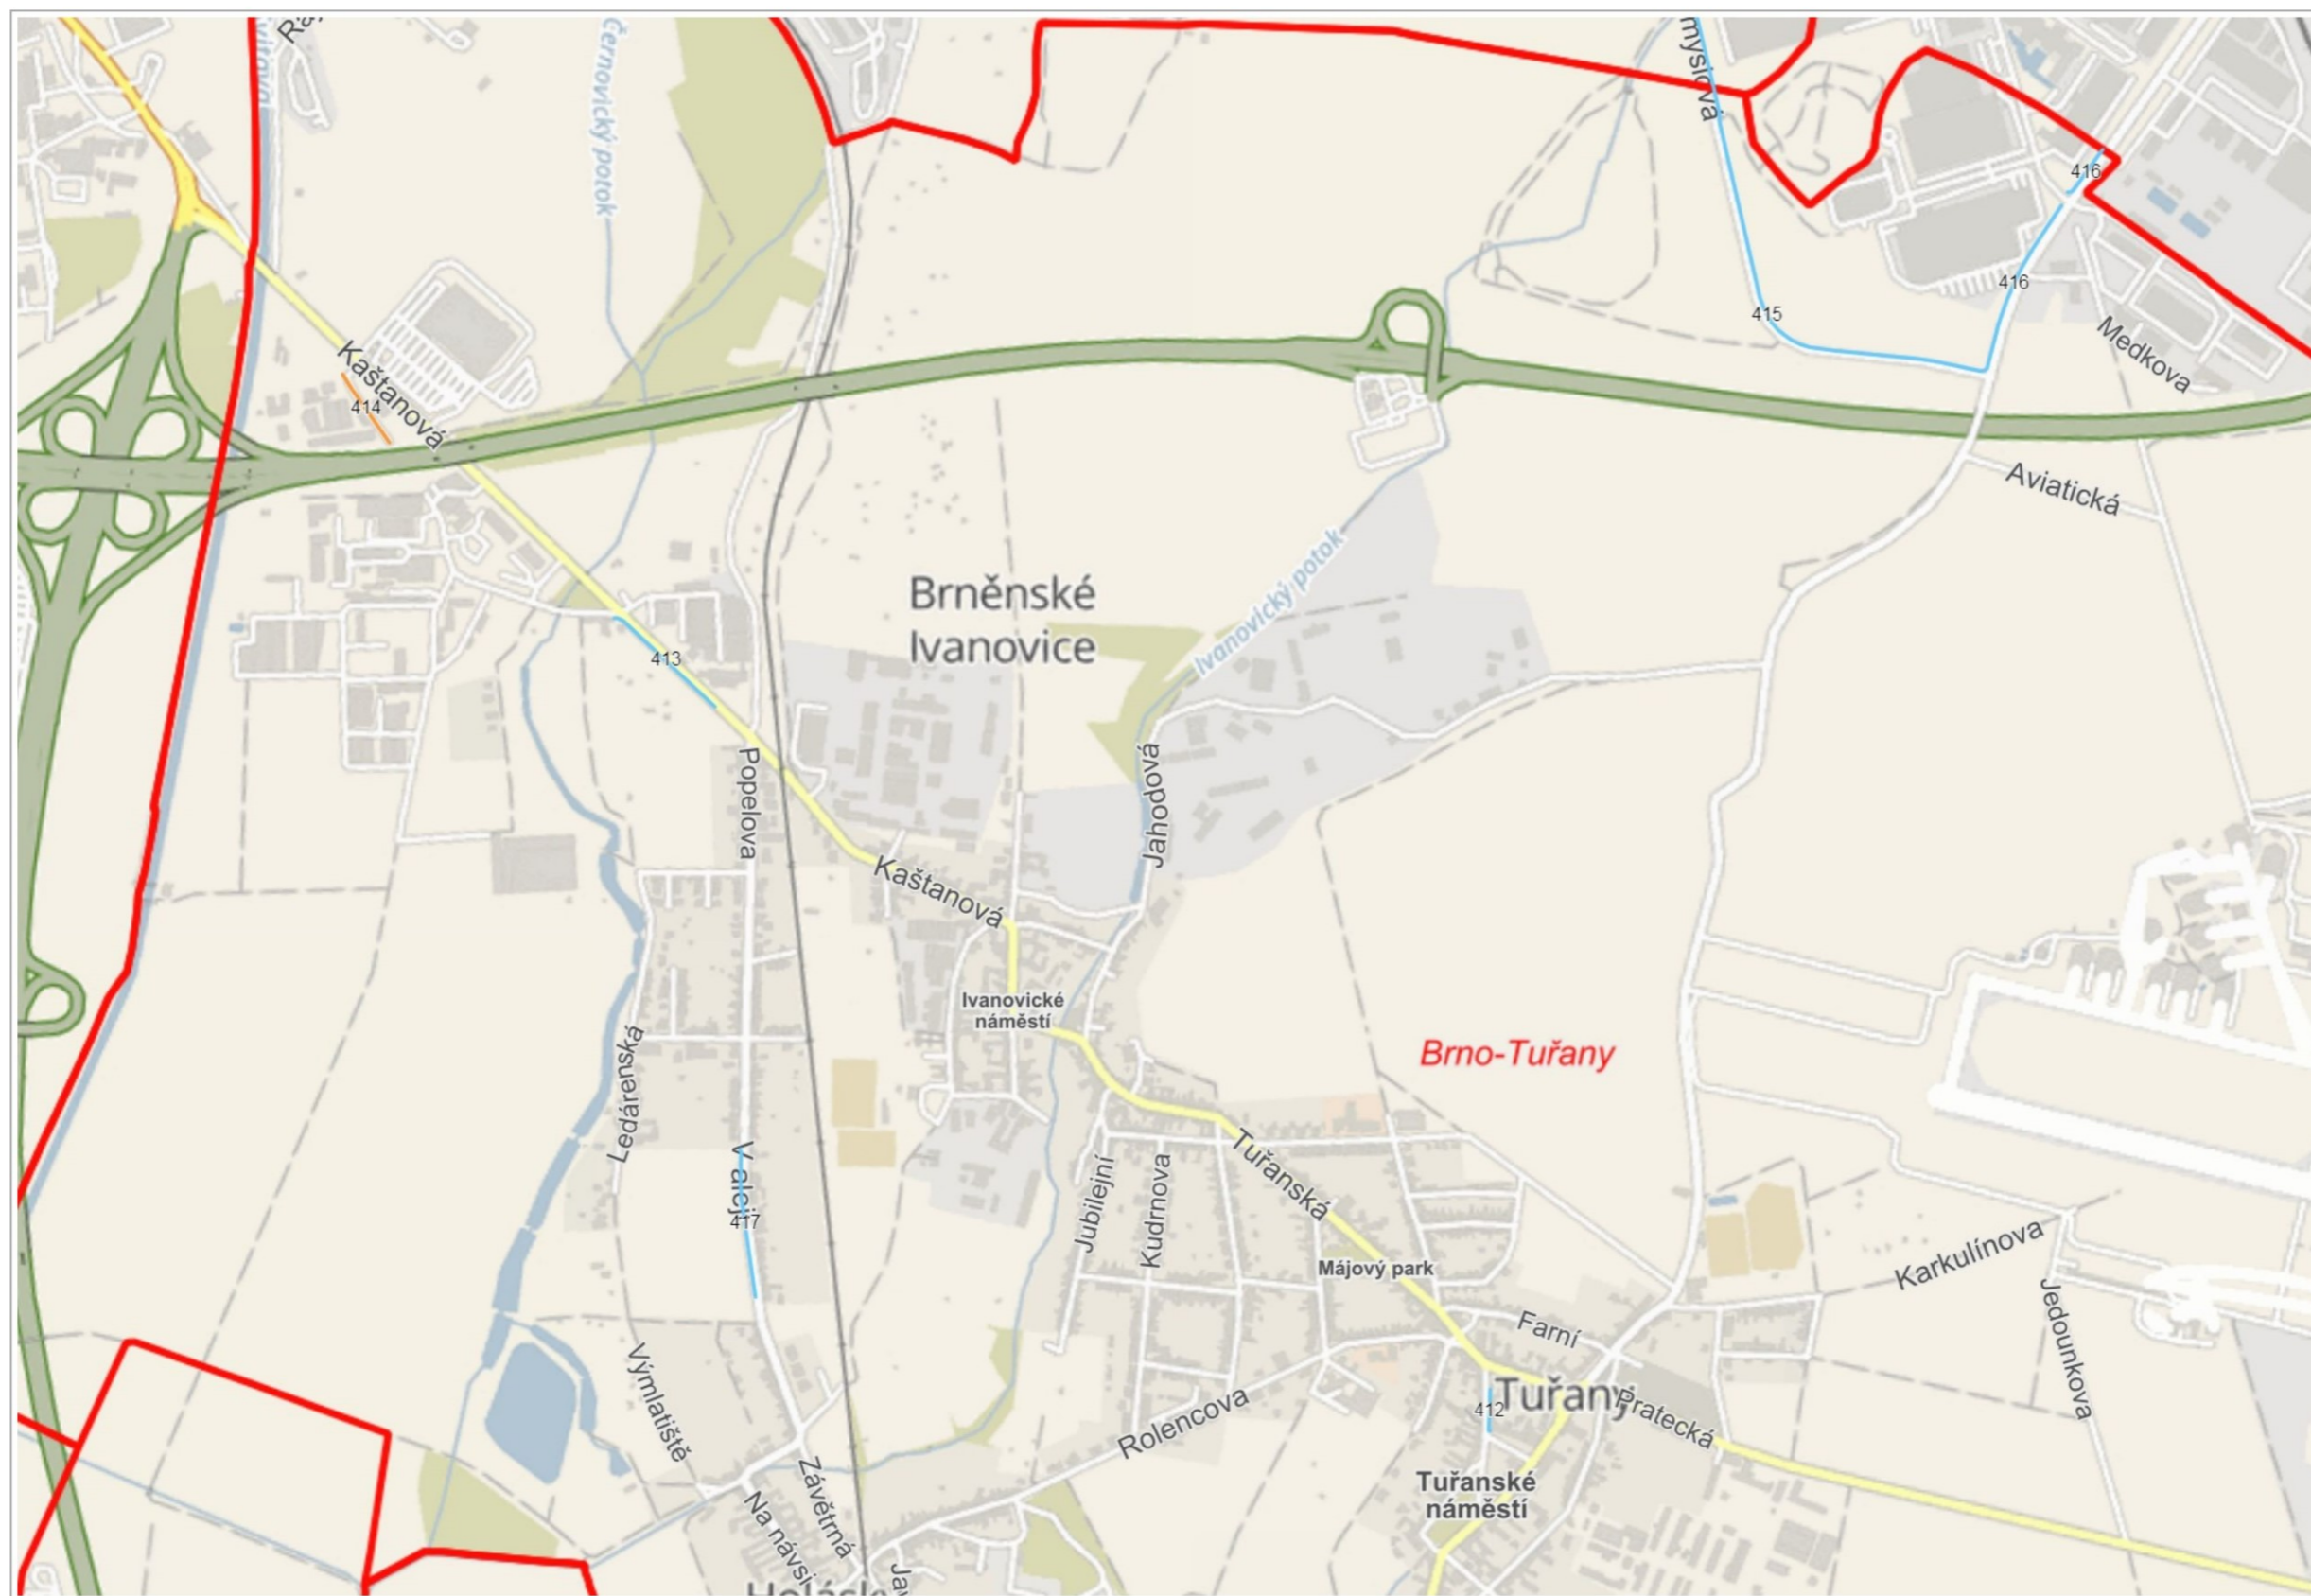 Černovický potok
416
416
415
Medkova
Kaštanová
414
Aviatická
Brněnské
Ivanovice
Ivanovický potok
413
Popelova
Jahopová
Kaštanová
Ivanovické
náměstí
Brno-Tuřany
Ledárenská
V aleji
417
Jubilejní
Kudrnova
Tuřanská
Májový park
Karkulínova
Jedounkova
Farní
Výmlatiště
Rolencova
412
Tuřany
Pratecká
Závětrná
Na návsi
Tuřanské
náměstí